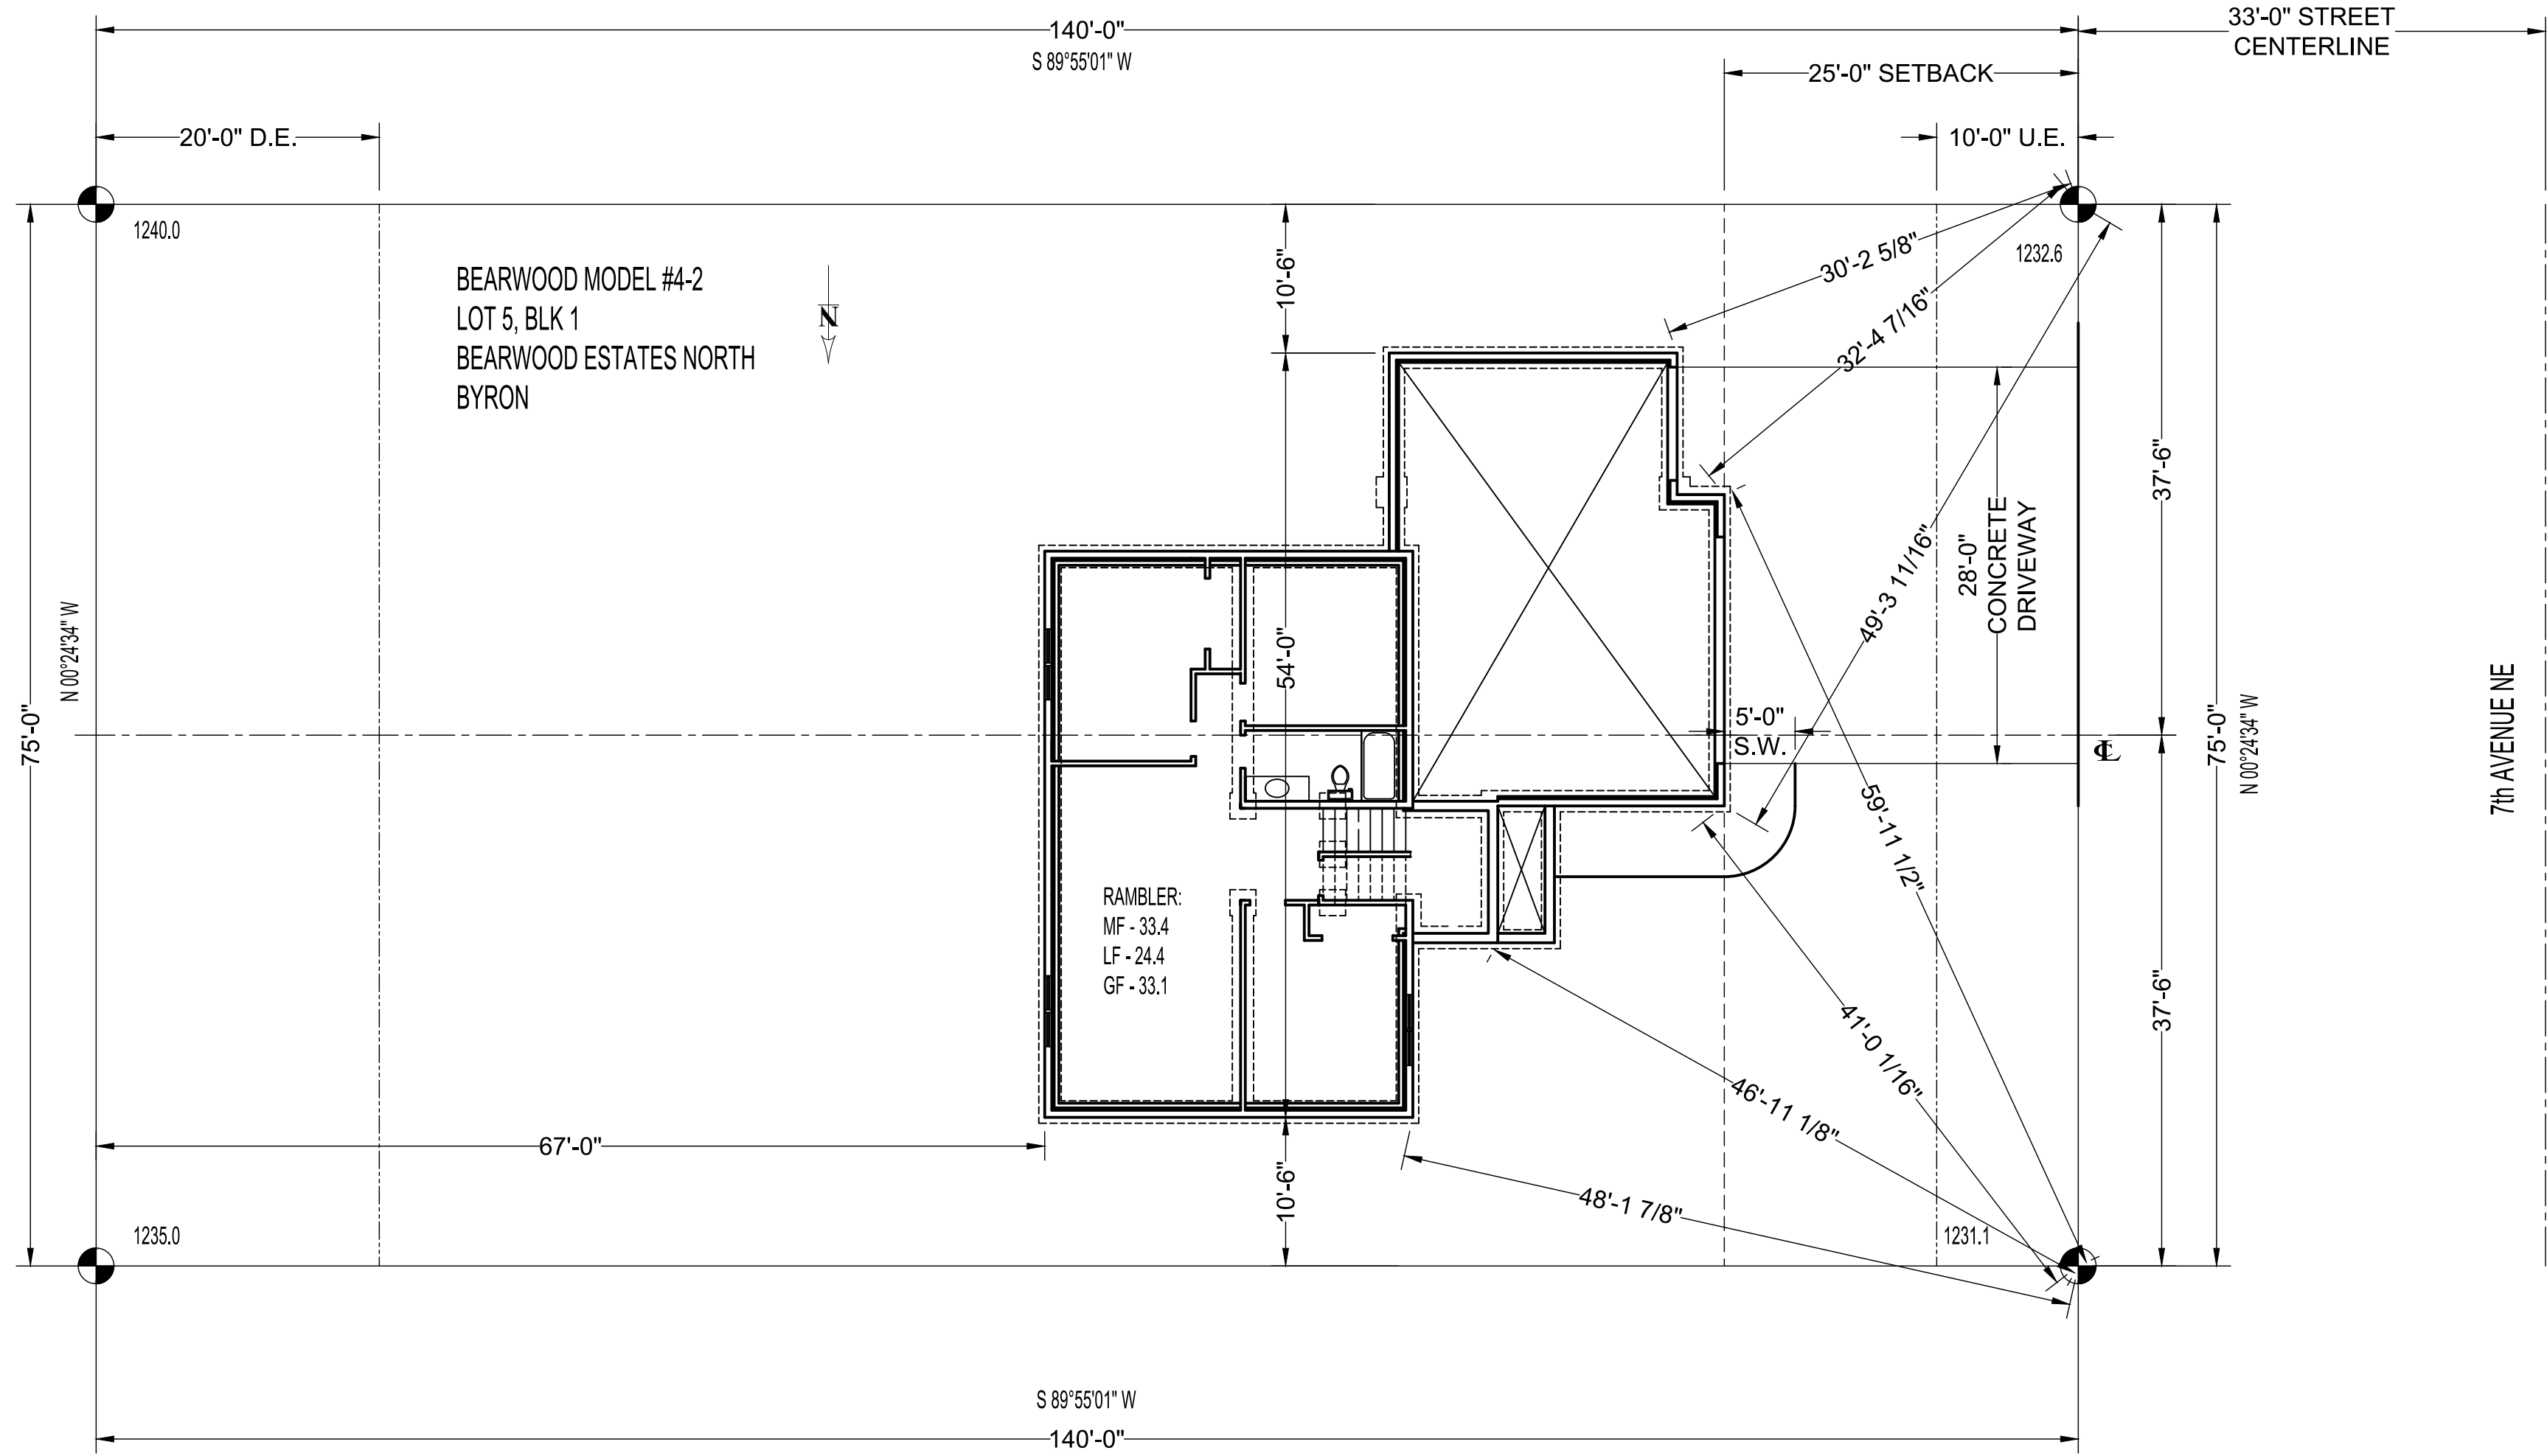 140'-0"
S 89°55'01" W
33'-0" STREET
CENTERLINE
25'-0" SETBACK
20'-0" D.E.
10'-0" U.E.
1240.0
1232.6
BEARWOOD MODEL #4-2
LOT 5, BLK 1
BEARWOOD ESTATES NORTH
BYRON
N
10'-6"
30'-2 5/8"
32'-4 7/16"
49'-3 11/16"
37'-6"
28'-0"
CONCRETE
DRIVEWAY
54'-0"
5'-0"
S.W.
CL
75'-0"
N 00°24'34" W
75'-0"
N 00°24'34" W
7th AVENUE NE
59'-11 1/2"
RAMBLER:
MF - 33.4
LF - 24.4
GF - 33.1
41'-0 1/16"
46'-11 1/8"
37'-6"
67'-0"
10'-6"
48'-1 7/8"
1235.0
1231.1
S 89°55'01" W
140'-0"